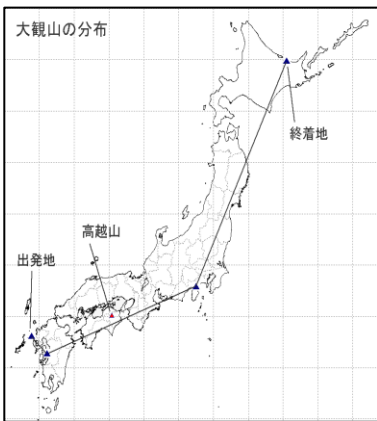 大観山の分布
終着地
高越山
出発地